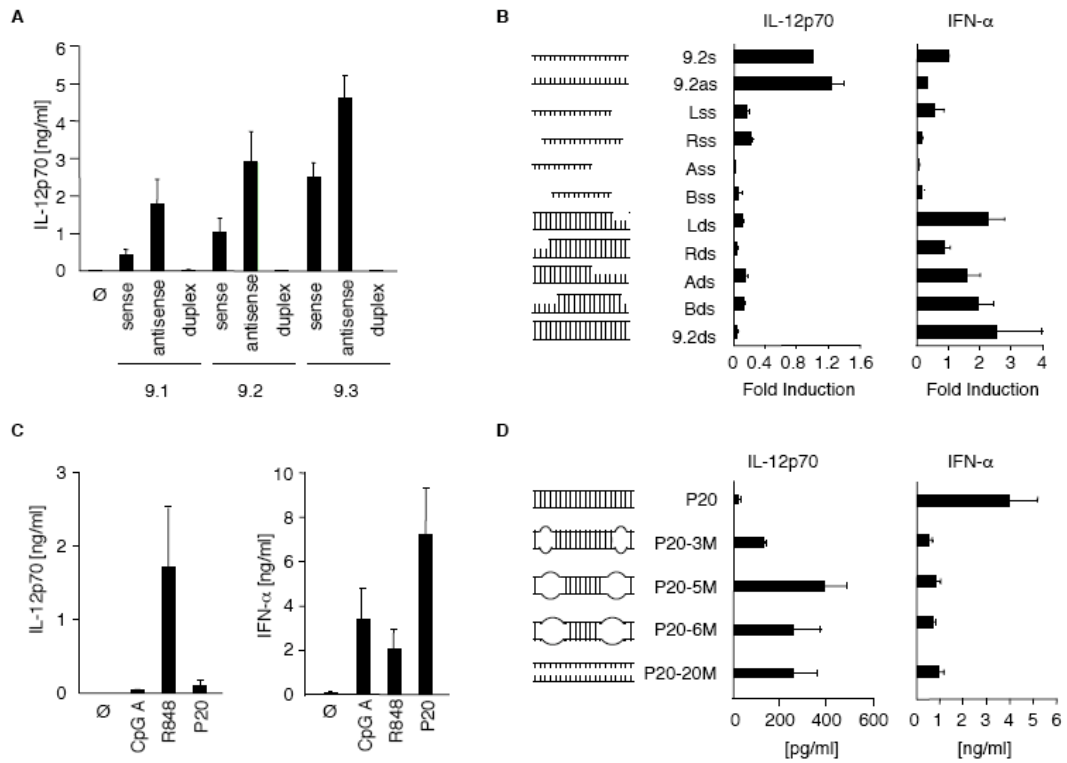 A
IL-12p70 [ng/ml]
6
5
4
3
2
1
0
Ø
sense
antisense
duplex
sense
antisense
duplex
sense
antisense
duplex
9.1
9.2
9.3
B
IL-12p70
IFN-α
9.2s
9.2as
Lss
Rss
Ass
Bss
Lds
Rds
Ads
Bds
9.2ds
0 0.4 0.8 1.2 1.6
0 1 2 3 4
Fold Induction
Fold Induction
C
IL-12p70 [ng/ml]
3
2
1
0
Ø
CpG A
R848
P20
IFN-α [ng/ml]
10
8
6
4
2
0
Ø
CpG A
R848
P20
D
IL-12p70
IFN-α
P20
P20-3M
P20-5M
P20-6M
P20-20M
0 200 400 600
0 1 2 3 4 5 6
[pg/ml]
[ng/ml]